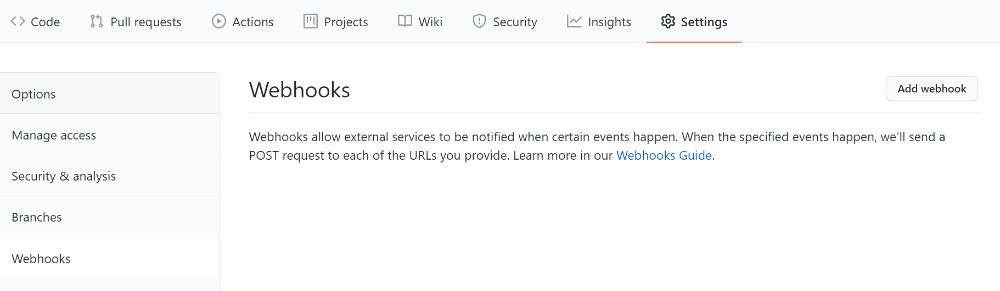 Code Pull requests Actions Projects Wiki Security Insights Settings
Options
Manage access
Security & analysis
Branches
Webhooks
Webhooks
Add webhook
Webhooks allow external services to be notified when certain events happen. When the specified events happen, we’ll send a
POST request to each of the URLs you provide. Learn more in our Webhooks Guide.